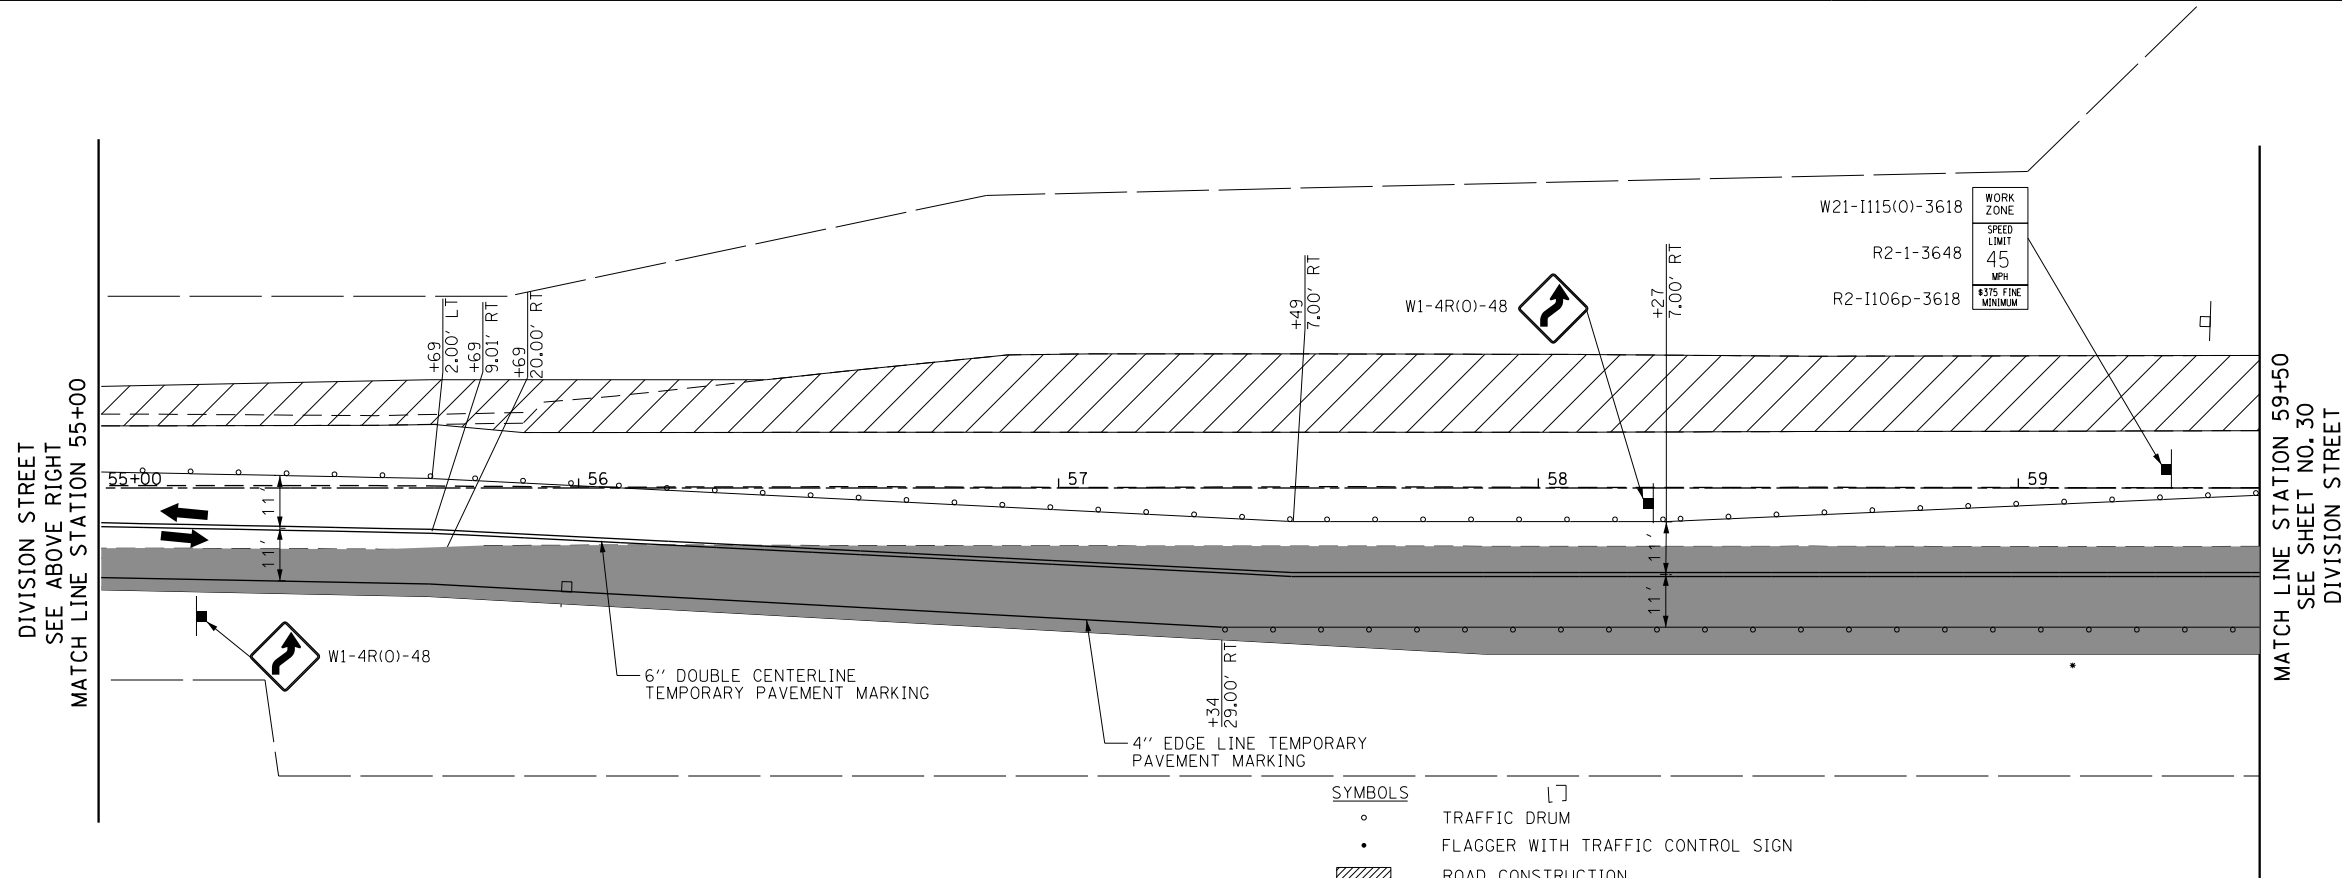 DIVISION STREET
SEE ABOVE RIGHT
MATCH LINE STATION 55+00
+69
2.00' LT
+69
9.01' RT
+69
20.00' RT
+49
7.00' RT
W1-4R(O)-48
+27
7.00' RT
W21-I115(O)-3618
WORK
ZONE
R2-1-3648
SPEED
LIMIT
45
MPH
R2-I106p-3618
$375 FINE
MINIMUM
55+00
56
57
58
59
11'
11'
11'
11'
W1-4R(O)-48
6'' DOUBLE CENTERLINE
TEMPORARY PAVEMENT MARKING
+34
29.00' RT
4'' EDGE LINE TEMPORARY
PAVEMENT MARKING
MATCH LINE STATION 59+50
SEE SHEET NO. 30
DIVISION STREET
SYMBOLS
TRAFFIC DRUM
FLAGGER WITH TRAFFIC CONTROL SIGN
ROAD CONSTRUCTION